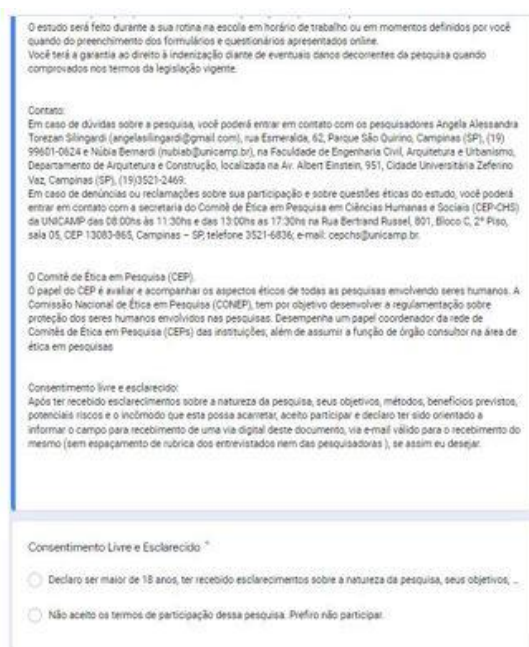 O estudo será feito durante a sua rotina na escola em horário de trabalho ou em momentos definidos por você
quando do preenchimento dos formulários e questionários apresentados online.
Você terá a garantia ao direito à indenização diante de eventuais danos decorrentes da pesquisa quando
comprovados nos termos da legislação vigente.
Contato:
Em caso de dúvidas sobre a pesquisa, você poderá entrar em contato com os pesquisadores Angela Alessandra
Torezan Silingardi (angelasilingardi@gmail.com), rua Esmeralda, 62, Parque São Quirino, Campinas (SP), (19)
99601-0624 e Núbia Bernardi (nubiab@unicamp.br), na Faculdade de Engenharia Civil, Arquitetura e Urbanismo,
Departamento de Arquitetura e Construção, localizada na Av. Albert Einstein, 951, Cidade Universitária Zeferino
Vaz, Campinas (SP), (19)3521-2469.
Em caso de denúncias ou reclamações sobre sua participação e sobre questões éticas do estudo, você poderá
entrar em contato com a secretaria do Comitê de Ética em Pesquisa em Ciências Humanas e Sociais (CEP-CHS)
da UNICAMP das 08:00hs às 11:30hs e das 13:00hs as 17:30hs na Rua Bertrand Russel, 801, Bloco C, 2º Piso,
sala 05, CEP 13083-865, Campinas – SP, telefone 3521-6836; e-mail: cepchs@unicamp.br.
O Comitê de Ética em Pesquisa (CEP).
O papel do CEP é avaliar e acompanhar os aspectos éticos de todas as pesquisas envolvendo seres humanos. A
Comissão Nacional de Ética em Pesquisa (CONEP), tem por objetivo desenvolver a regulamentação sobre
proteção dos seres humanos envolvidos nas pesquisas. Desempenha um papel coordenador da rede de
Comitês de Ética em Pesquisa (CEPs) das instituições, além de assumir a função de órgão consultor na área de
ética em pesquisas
Consentimento livre e esclarecido:
Após ter recebido esclarecimentos sobre a natureza da pesquisa, seus objetivos, métodos, benefícios previstos,
potenciais riscos e o incômodo que esta possa acarretar, aceito participar e declaro ter sido orientado a
informar o campo para recebimento de uma via digital deste documento, via e-mail válido para o recebimento do
mesmo (sem espaçamento de rubrica dos entrevistados nem das pesquisadoras ), se assim eu desejar.
Consentimento Livre e Esclarecido *
Declaro ser maior de 18 anos, ter recebido esclarecimentos sobre a natureza da pesquisa, seus objetivos, ...
Não aceito os termos de participação dessa pesquisa. Prefiro não participar.